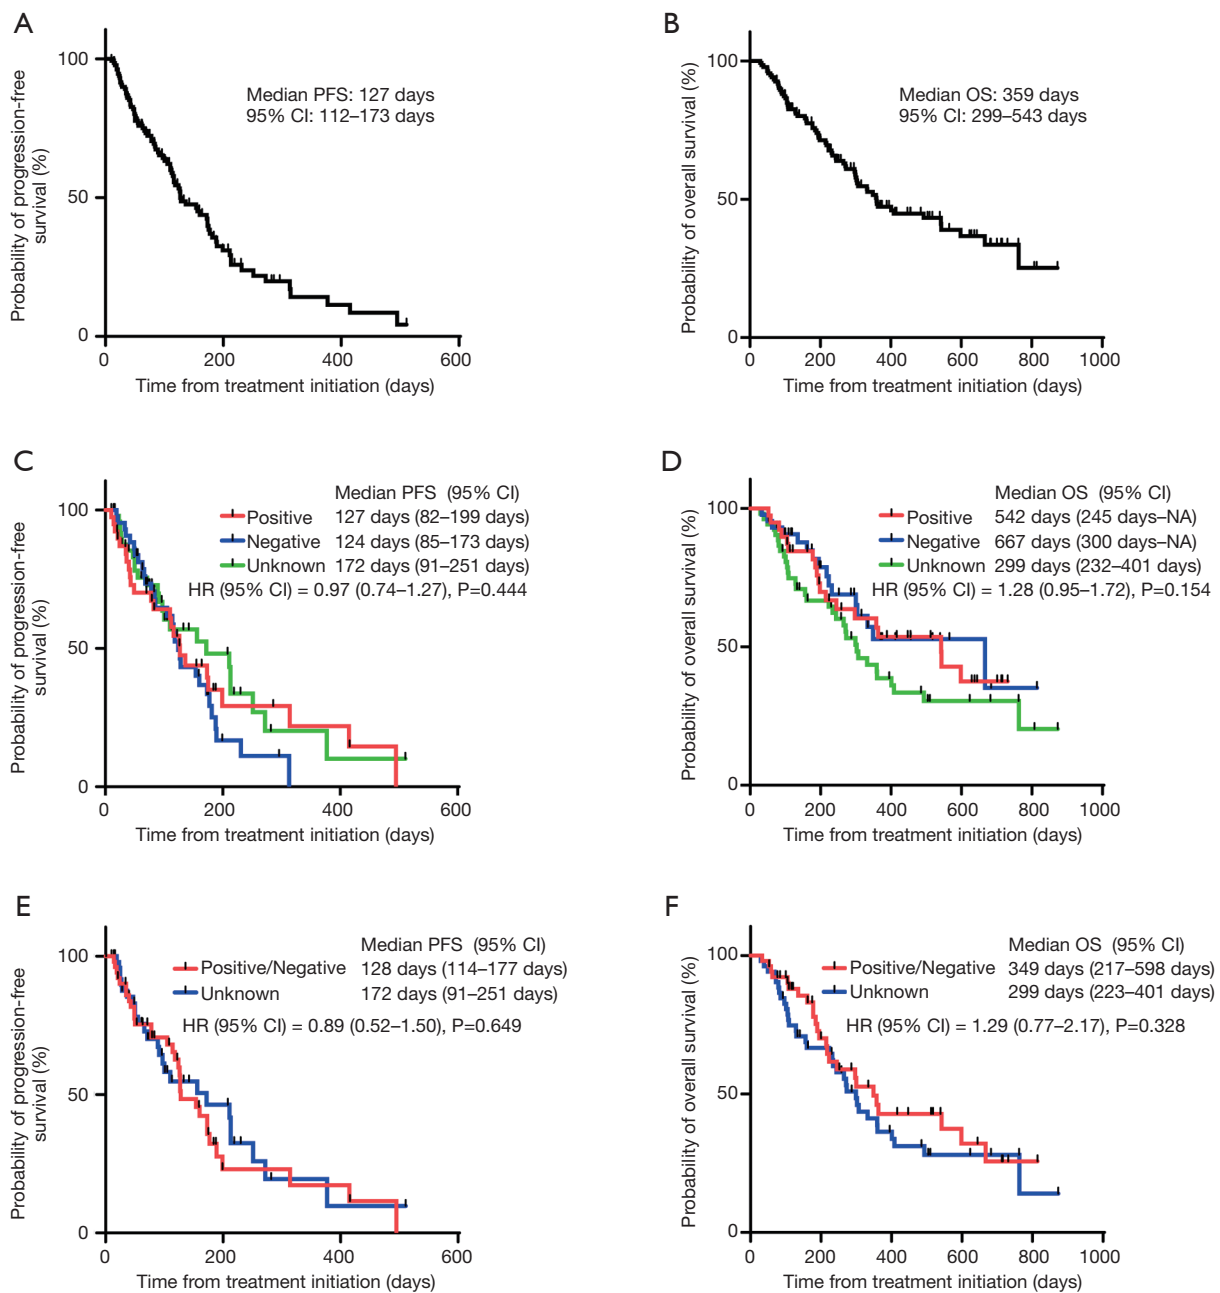 A
Probability of progression-free
survival (%)
100
50
0
Median PFS: 127 days
95% CI: 112–173 days
0 200 400 600
Time from treatment initiation (days)
B
Probability of overall survival (%)
100
50
0
Median OS: 359 days
95% CI: 299–543 days
0 200 400 600 800 1000
Time from treatment initiation (days)
C
Probability of progression-free
survival (%)
100
50
0
Median PFS (95% CI)
Positive 127 days (82–199 days)
Negative 124 days (85–173 days)
Unknown 172 days (91–251 days)
HR (95% CI) = 0.97 (0.74–1.27), P=0.444
0 200 400 600
Time from treatment initiation (days)
D
Probability of overall survival (%)
100
50
0
Median OS (95% CI)
Positive 542 days (245 days–NA)
Negative 667 days (300 days–NA)
Unknown 299 days (232–401 days)
HR (95% CI) = 1.28 (0.95–1.72), P=0.154
0 200 400 600 800 1000
Time from treatment initiation (days)
E
Probability of progression-free
survival (%)
100
50
0
Median PFS (95% CI)
Positive/Negative 128 days (114–177 days)
Unknown 172 days (91–251 days)
HR (95% CI) = 0.89 (0.52–1.50), P=0.649
0 200 400 600
Time from treatment initiation (days)
F
Probability of overall survival (%)
100
50
0
Median OS (95% CI)
Positive/Negative 349 days (217–598 days)
Unknown 299 days (223–401 days)
HR (95% CI) = 1.29 (0.77–2.17), P=0.328
0 200 400 600 800 1000
Time from treatment initiation (days)